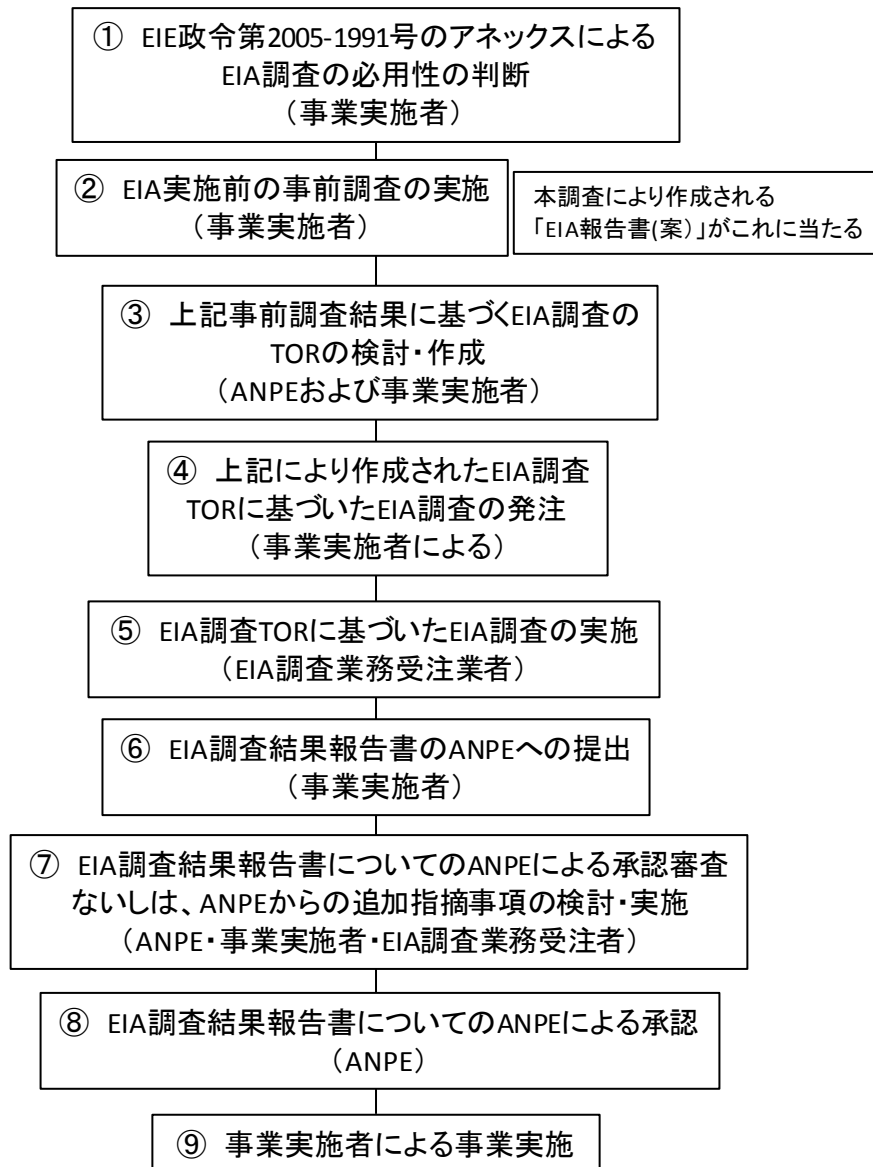 ① EIE政令第2005-1991号のアネックスによる
EIA調査の必用性の判断
（事業実施者）
② EIA実施前の事前調査の実施
（事業実施者）
本調査により作成される
「EIA報告書(案）」がこれに当たる
③ 上記事前調査結果に基づくEIA調査の
TORの検討・作成
（ANPEおよび事業実施者）
④ 上記により作成されたEIA調査
TORに基づいたEIA調査の発注
（事業実施者による）
⑤ EIA調査TORに基づいたEIA調査の実施
（EIA調査業務受注業者）
⑥ EIA調査結果報告書のANPEへの提出
（事業実施者）
⑦ EIA調査結果報告書についてのANPEによる承認審査
ないしは、ANPEからの追加指摘事項の検討・実施
（ANPE・事業実施者・EIA調査業務受注者）
⑧ EIA調査結果報告書についてのANPEによる承認
（ANPE）
⑨ 事業実施者による事業実施